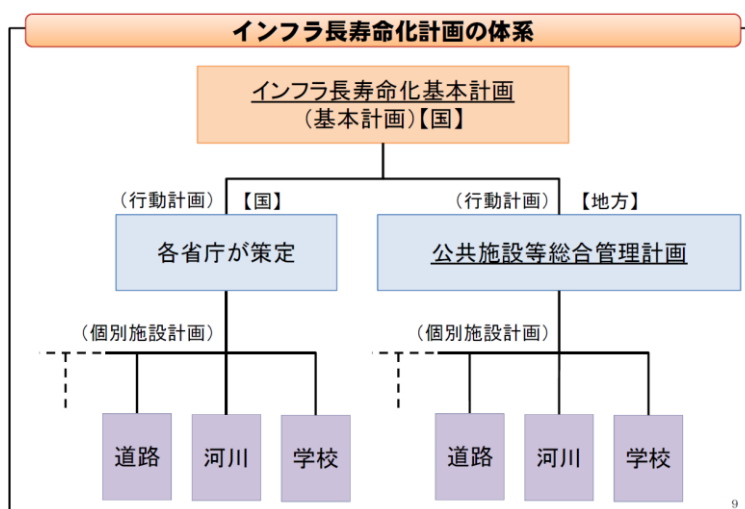 インフラ長寿命化計画の体系
インフラ長寿命化基本計画
(基本計画)【国】
(行動計画) 【国】
(行動計画) 【地方】
各省庁が策定
公共施設等総合管理計画
(個別施設計画)
(個別施設計画)
道路
河川
学校
道路
河川
学校
9